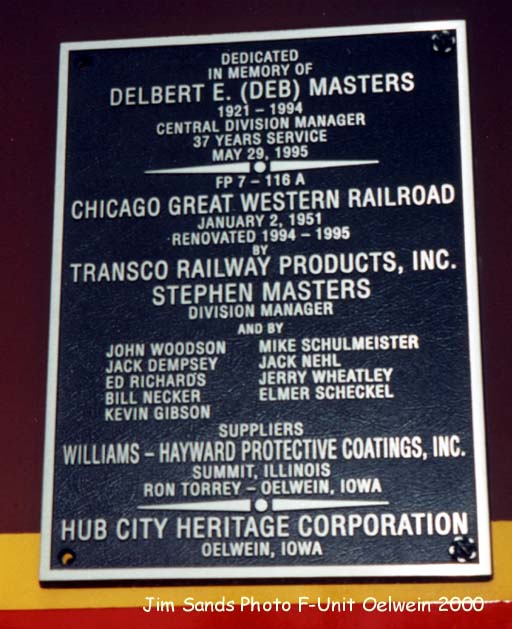 DEDICATED
IN MEMORY OF
DELBERT E. (DEB) MASTERS
1921 – 1994
CENTRAL DIVISION MANAGER
37 YEARS SERVICE
MAY 29, 1995
FP 7 – 116 A
CHICAGO GREAT WESTERN RAILROAD
JANUARY 2, 1951
RENOVATED 1994 – 1995
BY
TRANSCO RAILWAY PRODUCTS, INC.
STEPHEN MASTERS
DIVISION MANAGER
AND BY
JOHN WOODSON
JACK DEMPSEY
ED RICHARDS
BILL NECKER
KEVIN GIBSON
MIKE SCHULMEISTER
JACK NEHL
JERRY WHEATLEY
ELMER SCHECKEL
SUPPLIERS
WILLIAMS – HAYWARD PROTECTIVE COATINGS, INC.
SUMMIT, ILLINOIS
RON TORREY – OELWEIN, IOWA
HUB CITY HERITAGE CORPORATION
OELWEIN, IOWA
Jim Sands Photo F-Unit Oelwein 2000